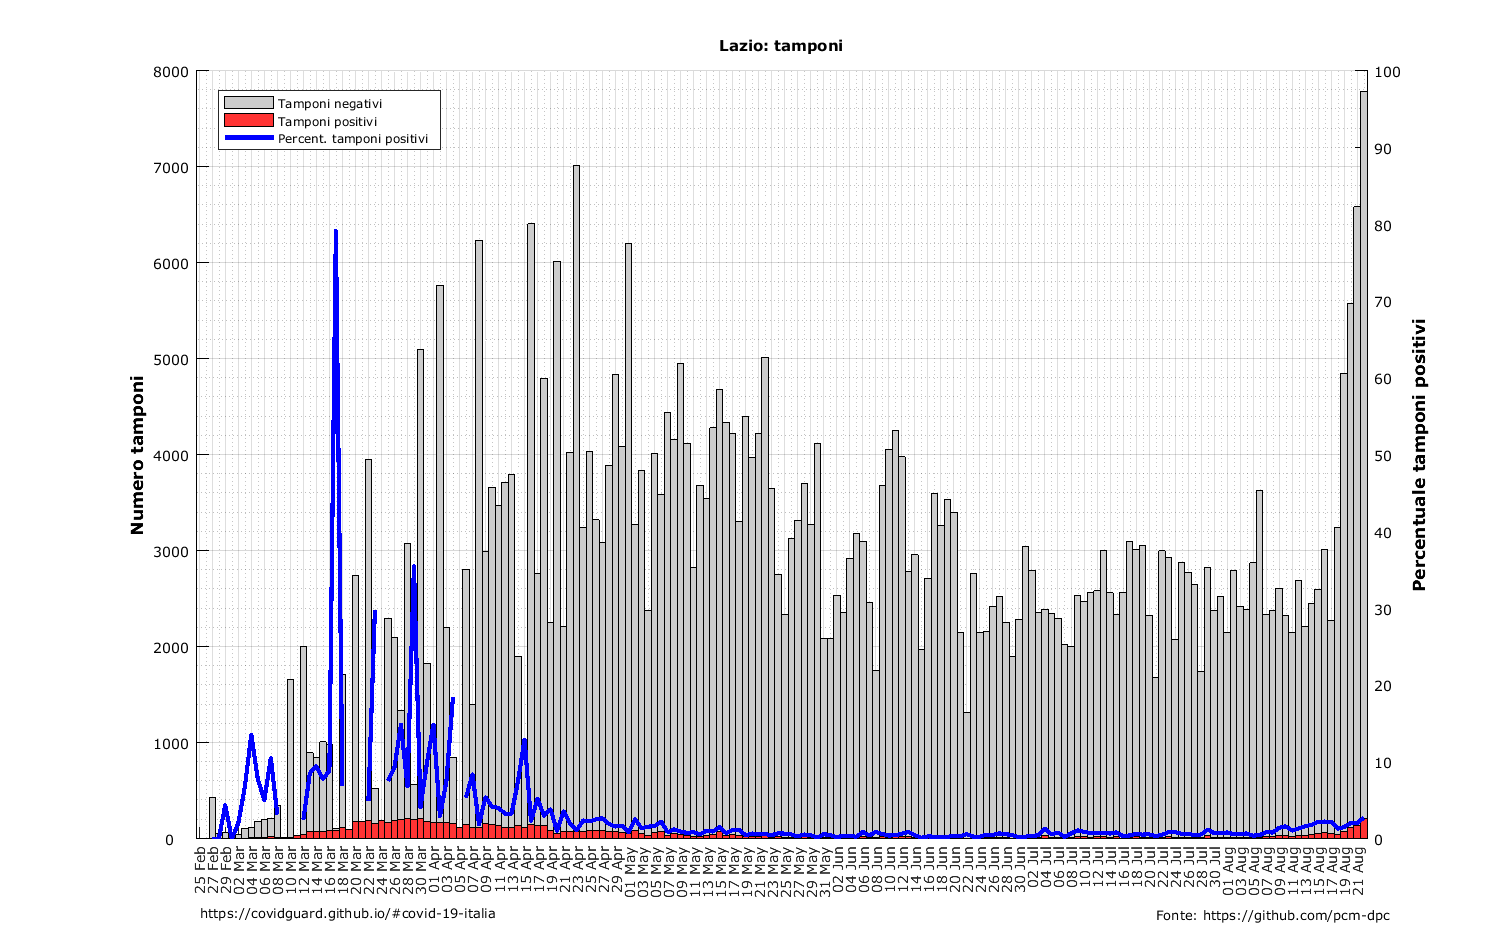 Lazio: tamponi
8000
7000
6000
5000
4000
3000
2000
1000
0
100
90
80
70
60
50
40
30
20
10
0
Tamponi negativi
Tamponi positivi
Percent. tamponi positivi
Numero tamponi
Percentuale tamponi positivi
25 Feb
27 Feb
29 Feb
02 Mar
04 Mar
06 Mar
08 Mar
10 Mar
12 Mar
14 Mar
16 Mar
18 Mar
20 Mar
22 Mar
24 Mar
26 Mar
28 Mar
30 Mar
01 Apr
03 Apr
05 Apr
07 Apr
09 Apr
11 Apr
13 Apr
15 Apr
17 Apr
19 Apr
21 Apr
23 Apr
25 Apr
27 Apr
29 Apr
01 May
03 May
05 May
07 May
09 May
11 May
13 May
15 May
17 May
19 May
21 May
23 May
25 May
27 May
29 May
31 May
02 Jun
04 Jun
06 Jun
08 Jun
10 Jun
12 Jun
14 Jun
16 Jun
18 Jun
20 Jun
22 Jun
24 Jun
26 Jun
28 Jun
30 Jun
02 Jul
04 Jul
06 Jul
08 Jul
10 Jul
12 Jul
14 Jul
16 Jul
18 Jul
20 Jul
22 Jul
24 Jul
26 Jul
28 Jul
30 Jul
01 Aug
03 Aug
05 Aug
07 Aug
09 Aug
11 Aug
13 Aug
15 Aug
17 Aug
19 Aug
21 Aug
https://covidguard.github.io/#covid-19-italia
Fonte: https://github.com/pcm-dpc